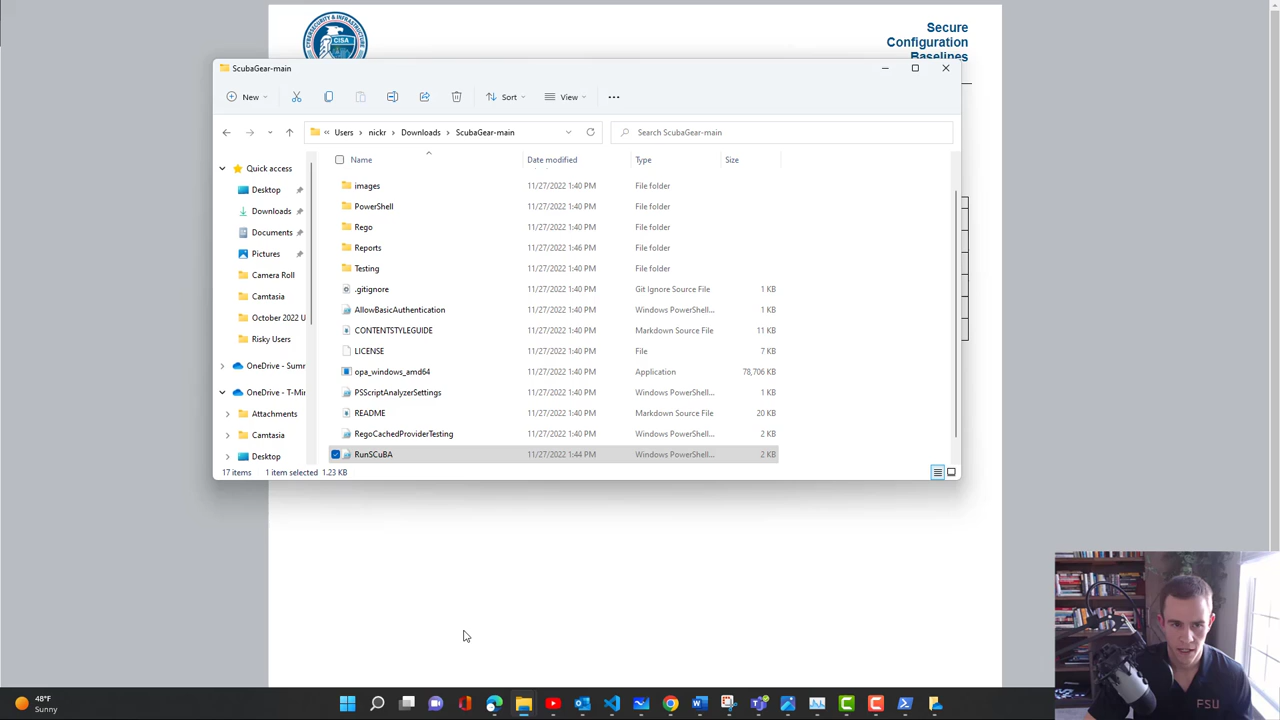 Secure
Configuration
Baselines
CYBERSECURITY & INFRASTRUCTURE
CISA
ScubaGear-main
New
Sort
View
Users
nickr
Downloads
ScubaGear-main
Search ScubaGear-main
Name
Date modified
Type
Size
Quick access
Desktop
Downloads
Documents
Pictures
Camera Roll
Camtasia
October 2022 U
Risky Users
OneDrive - Sum
OneDrive - T-Min
Attachments
Camtasia
Desktop
images 11/27/2022 1:40 PM File folder
PowerShell 11/27/2022 1:40 PM File folder
Rego 11/27/2022 1:40 PM File folder
Reports 11/27/2022 1:46 PM File folder
Testing 11/27/2022 1:40 PM File folder
.gitignore 11/27/2022 1:40 PM Git Ignore Source File 1 KB
AllowBasicAuthentication 11/27/2022 1:40 PM Windows PowerShell... 1 KB
CONTENTSTYLEGUIDE 11/27/2022 1:40 PM Markdown Source File 11 KB
LICENSE 11/27/2022 1:40 PM File 7 KB
opa_windows_amd64 11/27/2022 1:40 PM Application 78,706 KB
PSScriptAnalyzerSettings 11/27/2022 1:40 PM Windows PowerShell... 1 KB
README 11/27/2022 1:40 PM Markdown Source File 20 KB
RegoCachedProviderTesting 11/27/2022 1:40 PM Windows PowerShell... 2 KB
RunSCuBA 11/27/2022 1:44 PM Windows PowerShell... 2 KB
17 items 1 item selected 1.23 KB
FSU
48°F
Sunny